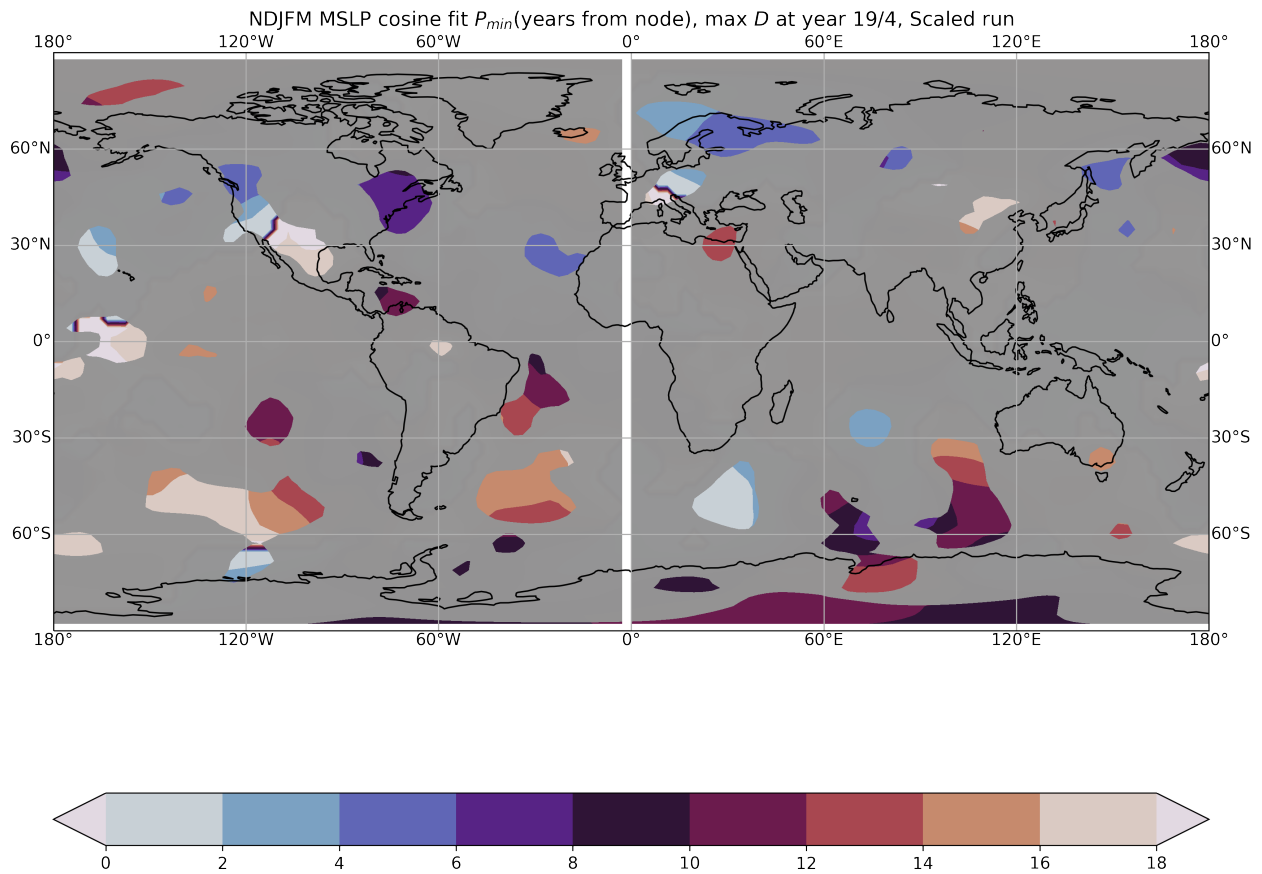 NDJFM MSLP cosine fit Pmin(years from node), max D at year 19/4, Scaled run
180° 120°W 60°W 0° 60°E 120°E 180°
60°N 60°N
30°N 30°N
0° 0°
30°S 30°S
60°S 60°S
180° 120°W 60°W 0° 60°E 120°E 180°
0 2 4 6 8 10 12 14 16 18